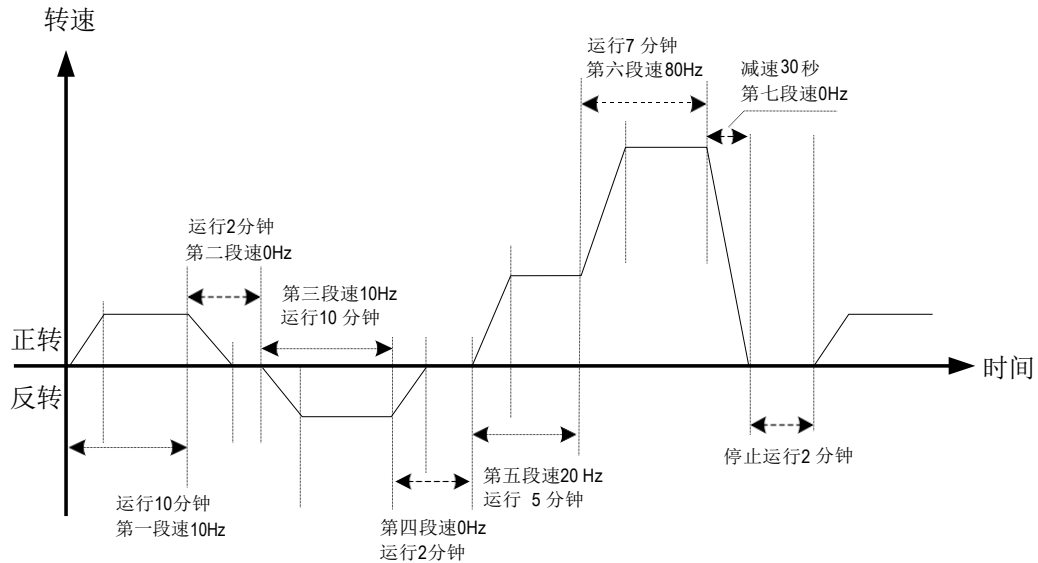 转速
运行7 分钟
第六段速80Hz
减速30秒
第七段速0Hz
运行2分钟
第二段速0Hz
第三段速10Hz
运行10 分钟
正转
反转
时间
停止运行2 分钟
第五段速20 Hz
运行 5 分钟
运行10分钟
第一段速10Hz
第四段速0Hz
运行2分钟